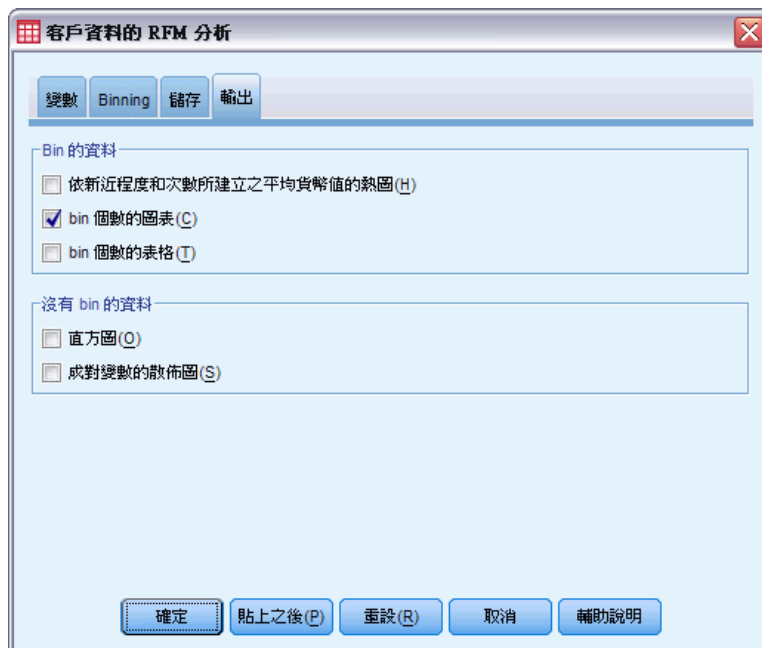 客戶資料的 RFM 分析
變數 Binning 儲存 輸出
Bin 的資料
依新近程度和次數所建立之平均貨幣值的熱圖(H)
bin 個數的圖表(C)
bin 個數的表格(T)
沒有 bin 的資料
直方圖(O)
成對變數的散佈圖(S)
確定 貼上之後(P) 重設(R) 取消 輔助說明